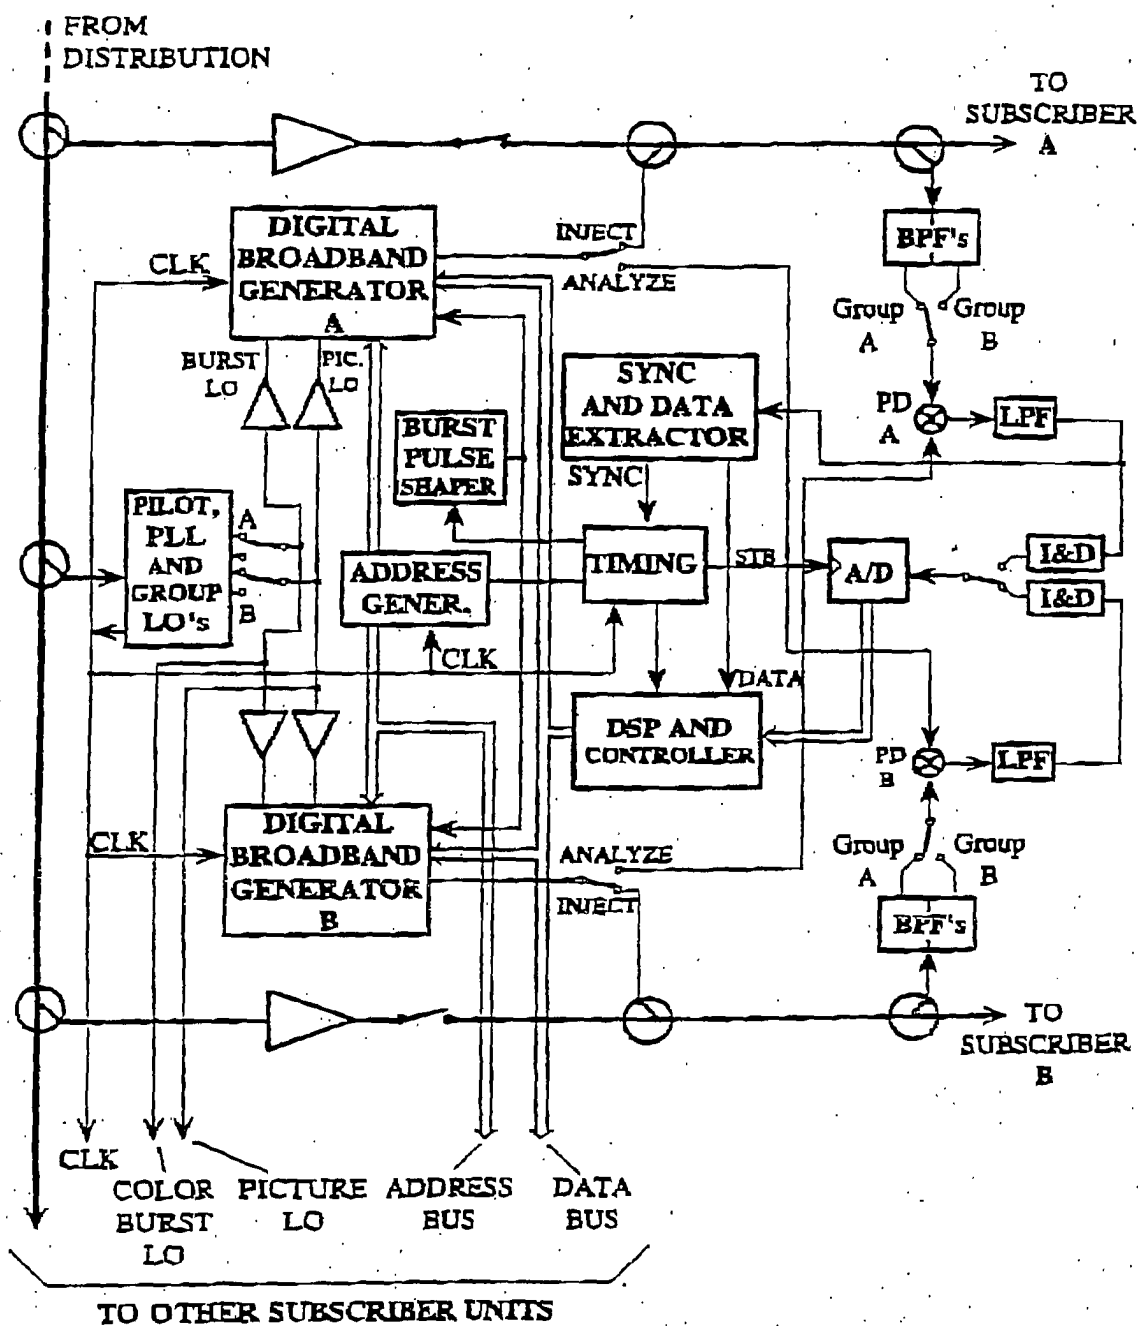 FROM
DISTRIBUTION
TO
SUBSCRIBER
A
DIGITAL
BROADBAND
GENERATOR
A
CLK
INJECT
ANALYZE
BPF's
Group
A
Group
B
BURST
LO
PIC.
LO
SYNC
AND DATA
EXTRACTOR
SYNC
BURST
PULSE
SHAPER
PD
A
LPF
PILOT,
PLL
AND
GROUP
LO's
A
B
ADDRESS
GENER.
TIMING
STB
A/D
I&D
I&D
CLK
DATA
DSP AND
CONTROLLER
PD
B
LPF
DIGITAL
BROADBAND
GENERATOR
B
CLK
ANALYZE
INJECT
Group
A
Group
B
BPF's
TO
SUBSCRIBER
B
CLK
COLOR
BURST
LO
PICTURE
LO
ADDRESS
BUS
DATA
BUS
TO OTHER SUBSCRIBER UNITS